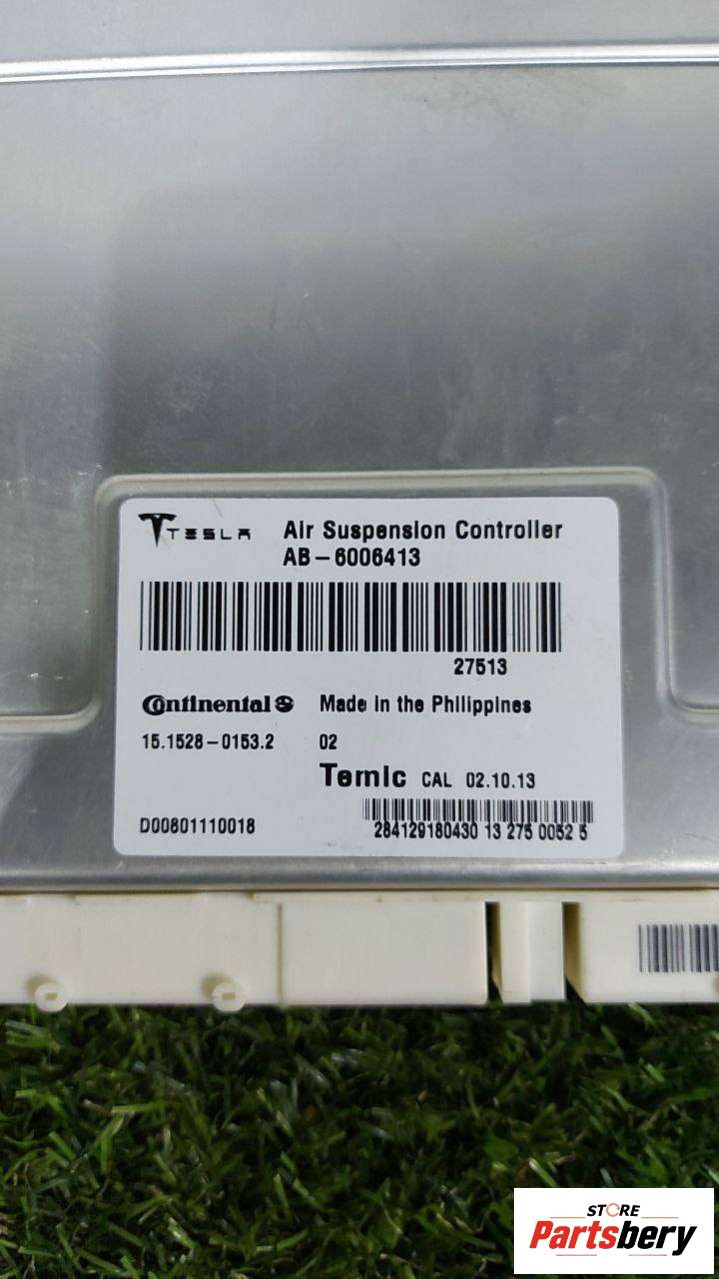 TESLA Air Suspension Controller
AB-6006413
27513
Continental Made in the Philippines
15.1528-0153.2 02
Temic CAL 02.10.13
D00801110018
284129180430 13 275 0052 5
STORE
Partsbery